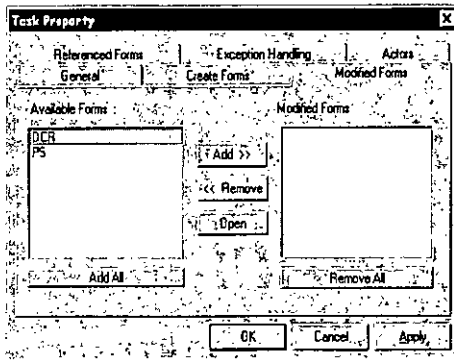 Task Property
Referenced Forms Exception Handling Actors
General Create Forms Modified Forms
Available Forms : Modified Forms
DCR
PS
Add >>
<< Remove
Open
Add All Remove All
OK Cancel Apply